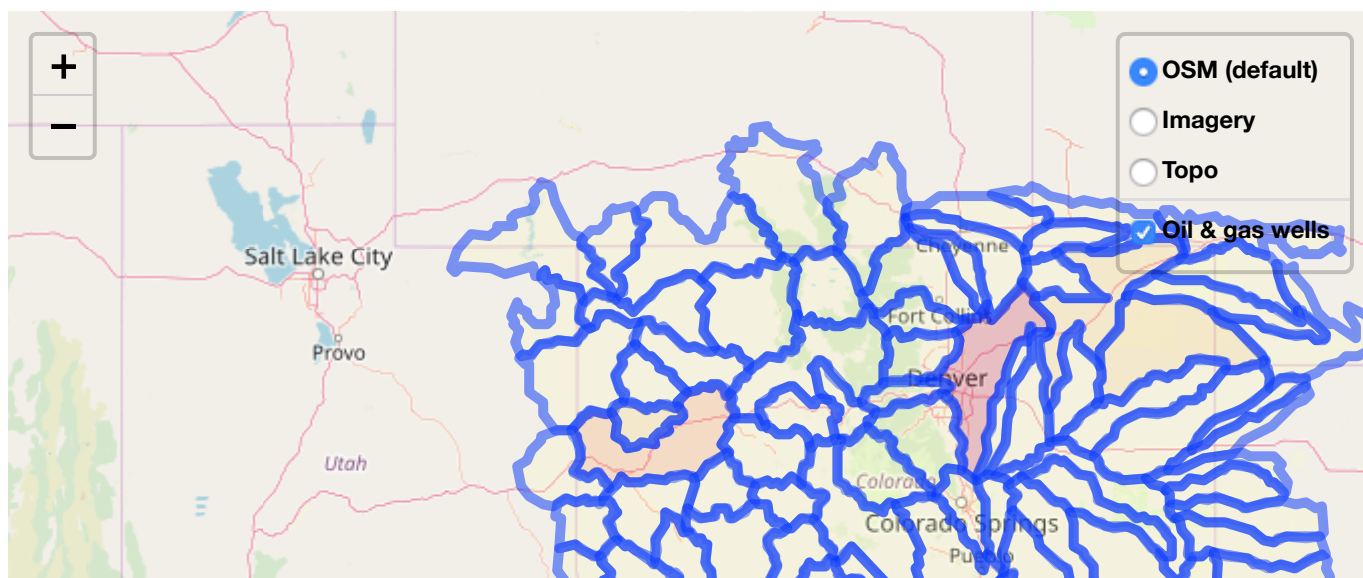 +
−
OSM (default)
Imagery
Topo
Oil & gas wells
Salt Lake City
Cheyenne
Fort Collins
Provo
Denver
Utah
Colorado
Colorado Springs
Pueblo